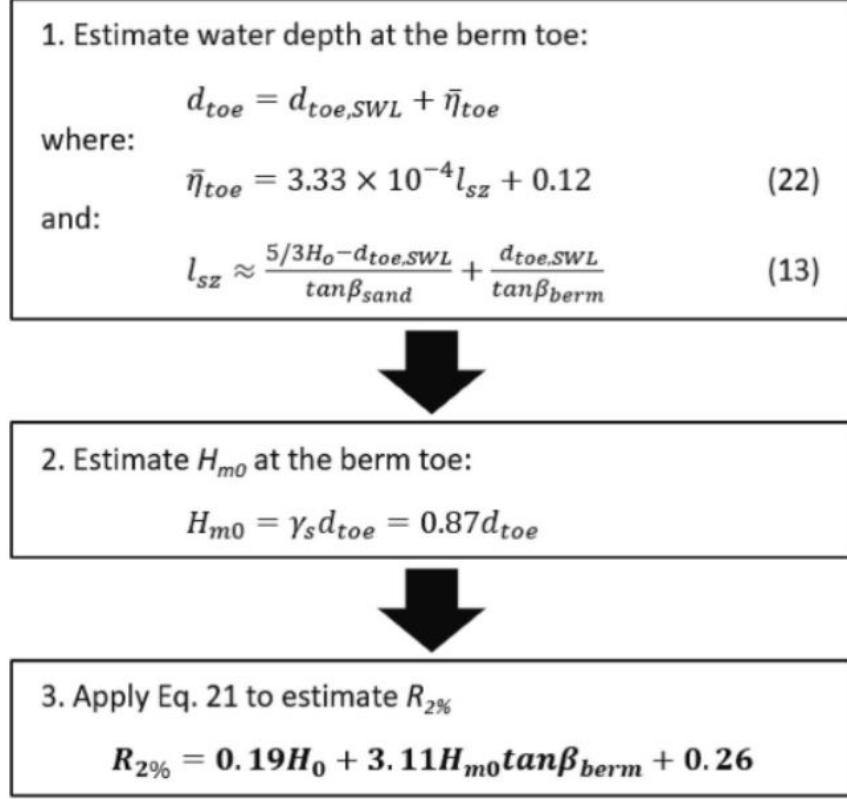 1. Estimate water depth at the berm toe:
d_toe = d_toe,SWL + η̄_toe
where:
η̄_toe = 3.33 × 10⁻⁴l_sz + 0.12 (22)
and:
l_sz ≈ (5/3H_o−d_toe,SWL)/(tanβ_sand) + (d_toe,SWL)/(tanβ_berm) (13)
2. Estimate H_m0 at the berm toe:
H_m0 = γ_s d_toe = 0.87d_toe
3. Apply Eq. 21 to estimate R_2%
R_2% = 0.19H_0 + 3.11H_m0 tanβ_berm + 0.26